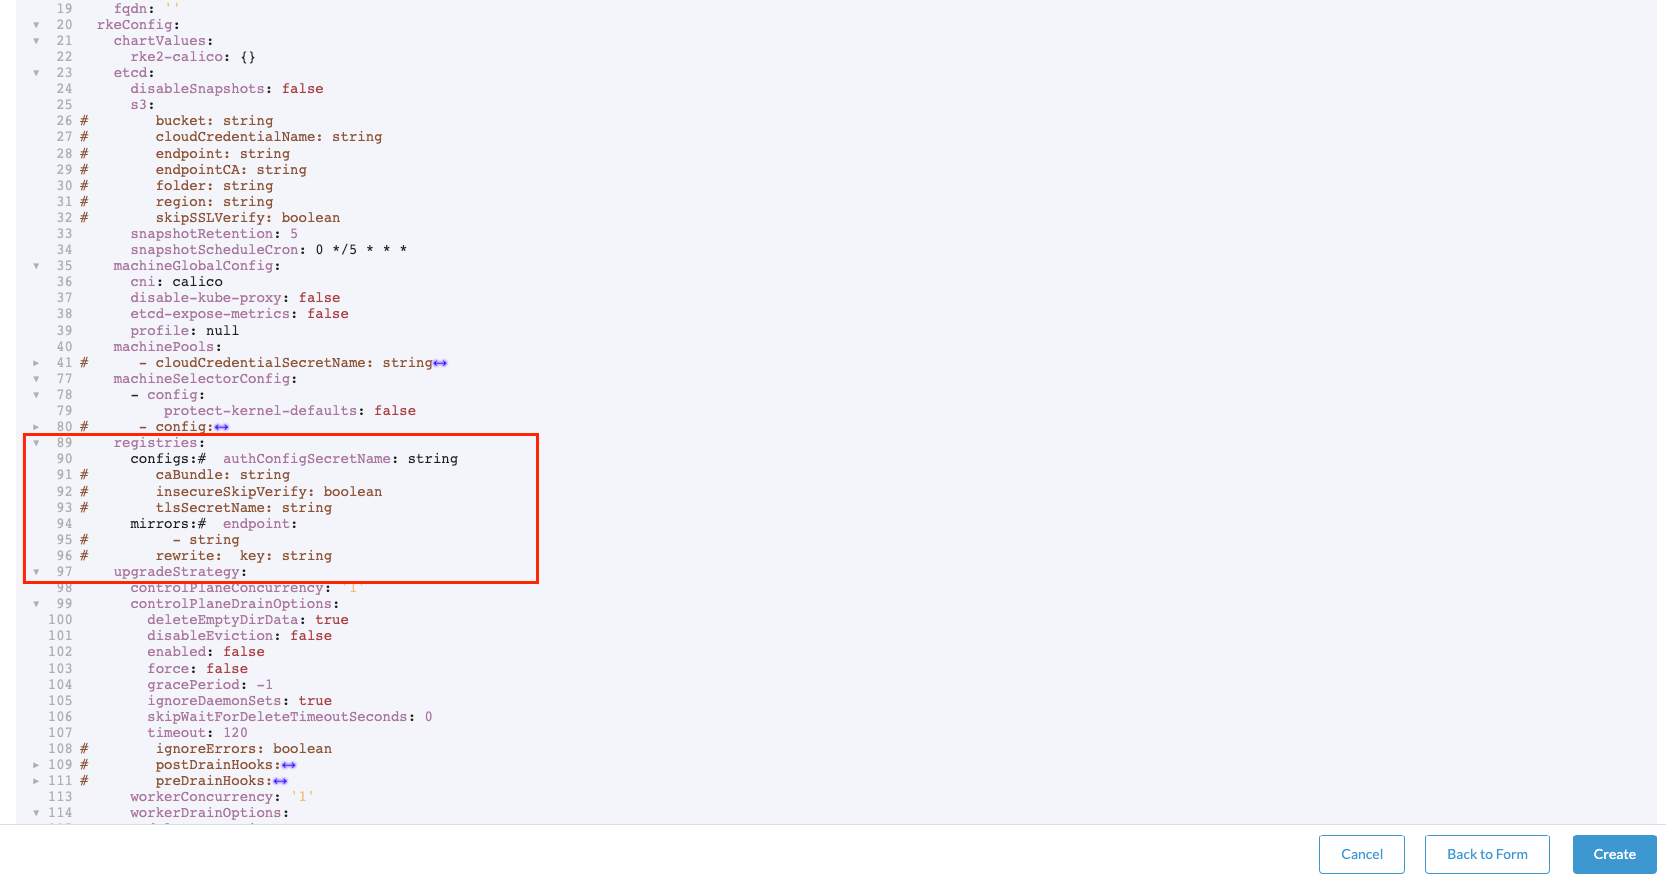 19 fqdn: ''
20 rkeConfig:
21 chartValues:
22 rke2-calico: {}
23 etcd:
24 disableSnapshots: false
25 s3:
26 # bucket: string
27 # cloudCredentialName: string
28 # endpoint: string
29 # endpointCA: string
30 # folder: string
31 # region: string
32 # skipSSLVerify: boolean
33 snapshotRetention: 5
34 snapshotScheduleCron: 0 */5 * * *
35 machineGlobalConfig:
36 cni: calico
37 disable-kube-proxy: false
38 etcd-expose-metrics: false
39 profile: null
40 machinePools:
41 # - cloudCredentialSecretName: string↔
77 machineSelectorConfig:
78 - config:
79 protect-kernel-defaults: false
80 # - config:↔
89 registries:
90 configs:# authConfigSecretName: string
91 # caBundle: string
92 # insecureSkipVerify: boolean
93 # tlsSecretName: string
94 mirrors:# endpoint:
95 # - string
96 # rewrite: key: string
97 upgradeStrategy:
98 controlPlaneConcurrency: '1'
99 controlPlaneDrainOptions:
100 deleteEmptyDirData: true
101 disableEviction: false
102 enabled: false
103 force: false
104 gracePeriod: -1
105 ignoreDaemonSets: true
106 skipWaitForDeleteTimeoutSeconds: 0
107 timeout: 120
108 # ignoreErrors: boolean
109 # postDrainHooks:↔
111 # preDrainHooks:↔
113 workerConcurrency: '1'
114 workerDrainOptions:
Cancel Back to Form Create